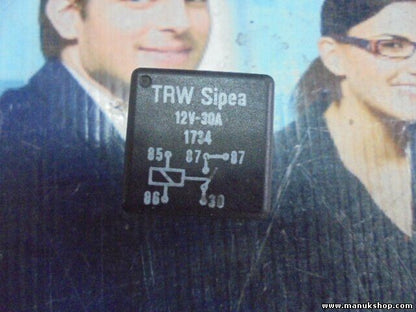 TRW Sipea
12V-30A
1734
85 87 87
86 30
www.manukshop.com